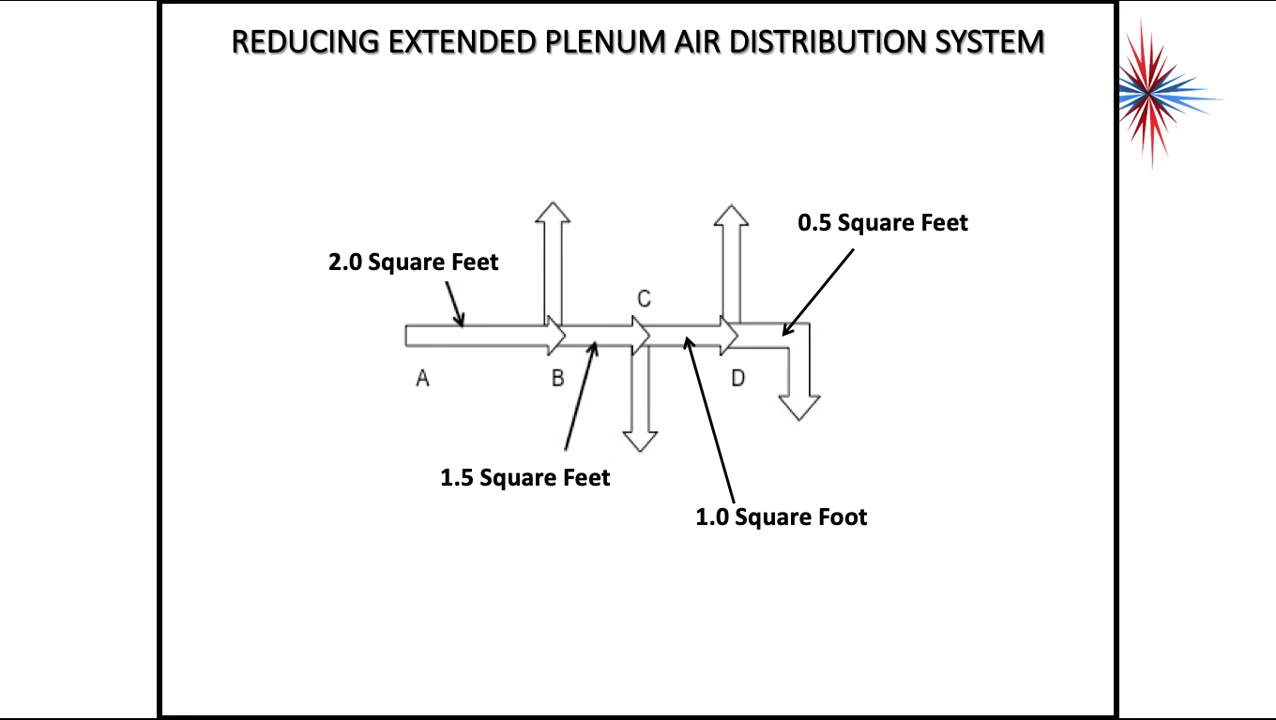 REDUCING EXTENDED PLENUM AIR DISTRIBUTION SYSTEM
0.5 Square Feet
2.0 Square Feet
C
A
B
D
1.5 Square Feet
1.0 Square Foot